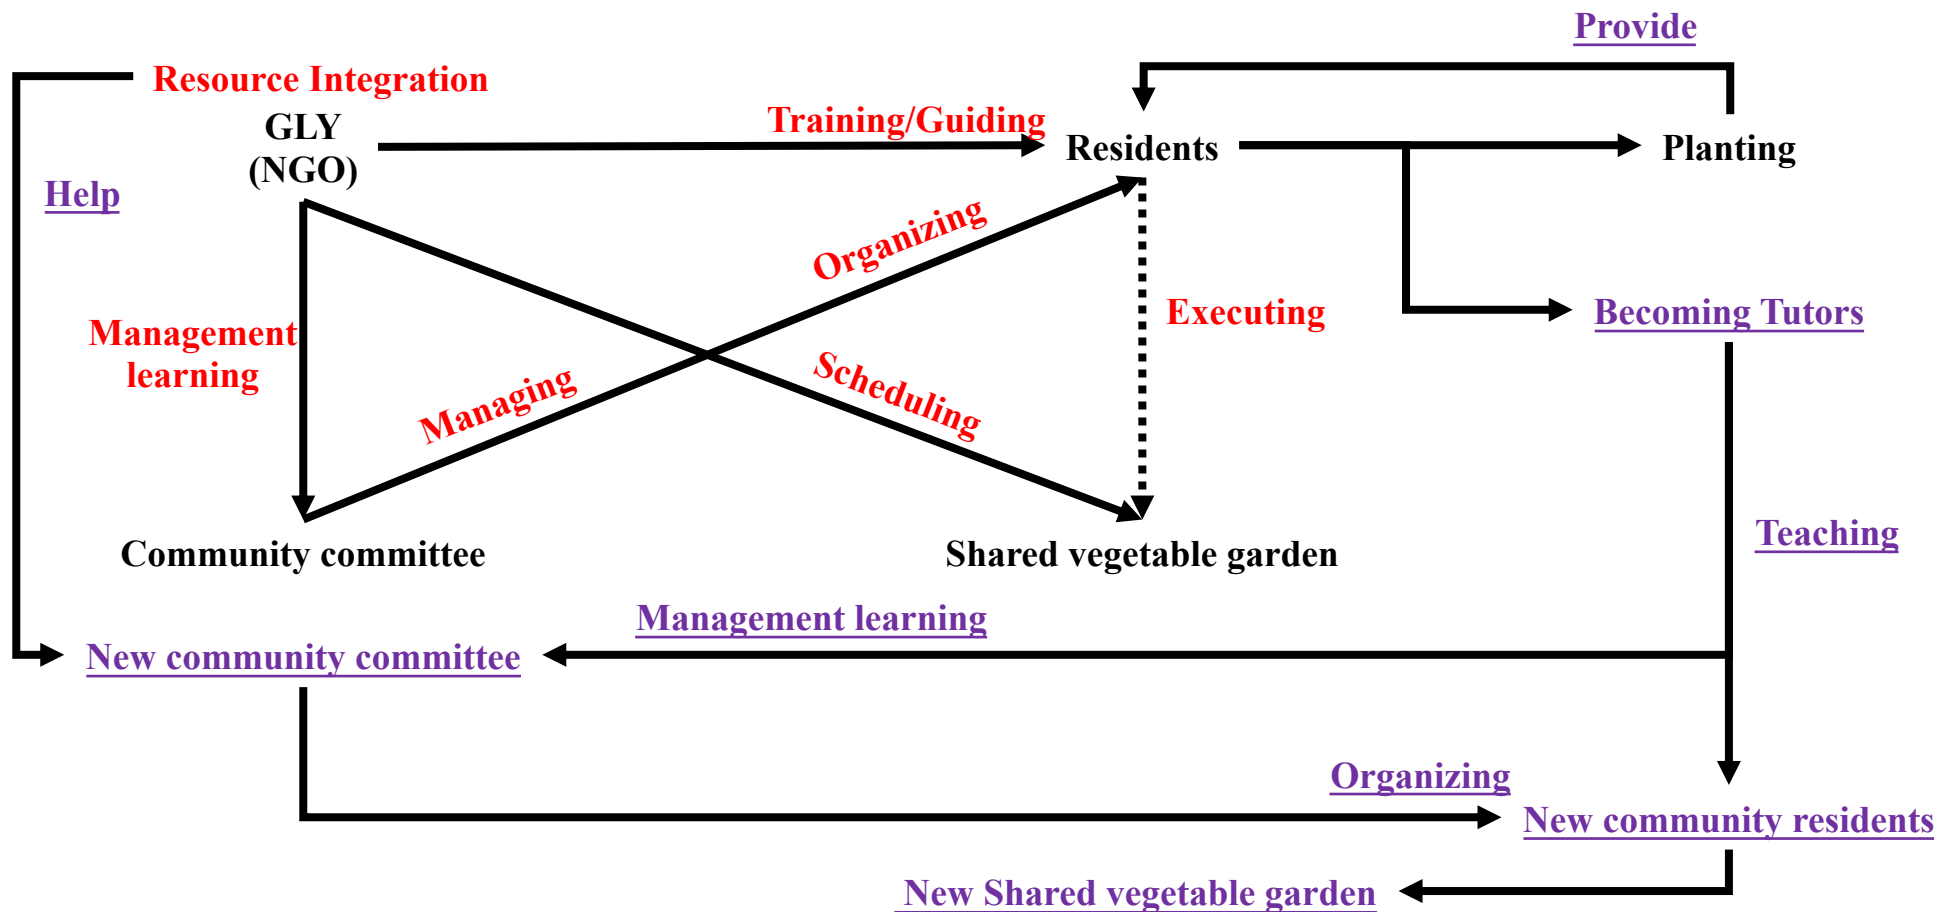 Provide
Resource Integration
GLY
(NGO)
Training/Guiding
Residents
Planting
Help
Organizing
Management
learning
Executing
Becoming Tutors
Managing
Scheduling
Community committee
Shared vegetable garden
Teaching
Management learning
New community committee
Organizing
New community residents
New Shared vegetable garden